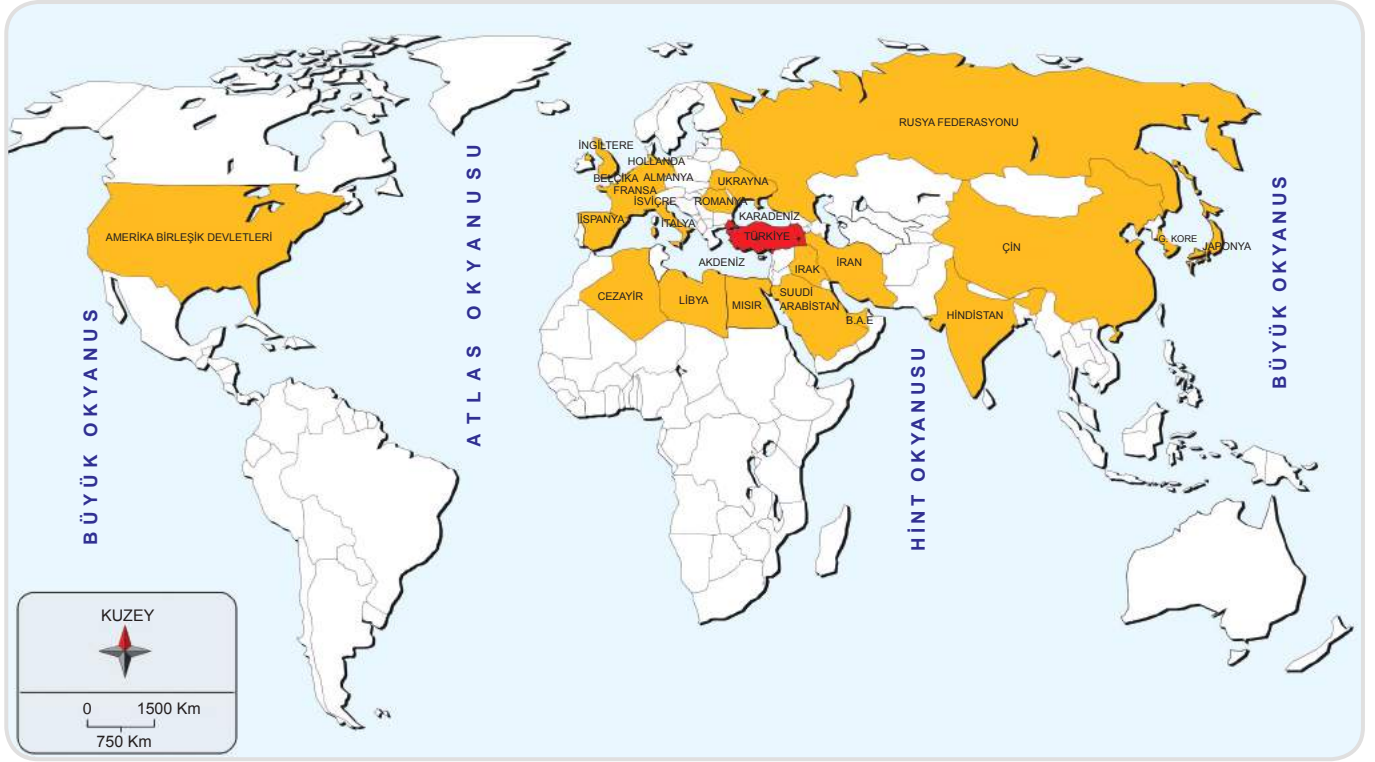 RUSYA FEDERASYONU
İNGİLTERE
HOLLANDA
BELÇİKA
ALMANYA
UKRAYNA
FRANSA
İSVİÇRE
ROMANYA
İSPANYA
İTALYA
KARADENİZ
TÜRKİYE
AMERİKA BİRLEŞİK DEVLETLERİ
G. KORE
JAPONYA
ÇİN
AKDENİZ
IRAK
İRAN
CEZAYİR
LİBYA
MISIR
SUUDİ
ARABİSTAN
B.A.E
HİNDİSTAN
BÜYÜK OKYANUS
ATLAS OKYANUSU
HİNT OKYANUSU
BÜYÜK OKYANUS
KUZEY
0 1500 Km
750 Km